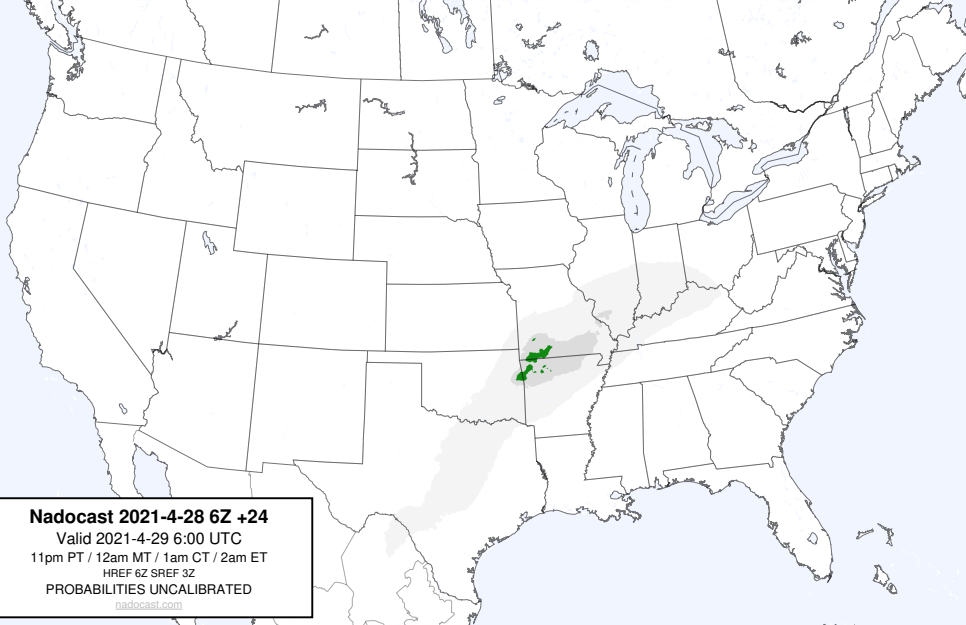 Nadocast 2021-4-28 6Z +24
Valid 2021-4-29 6:00 UTC
11pm PT / 12am MT / 1am CT / 2am ET
HREF 6Z SREF 3Z
PROBABILITIES UNCALIBRATED
nadocast.com